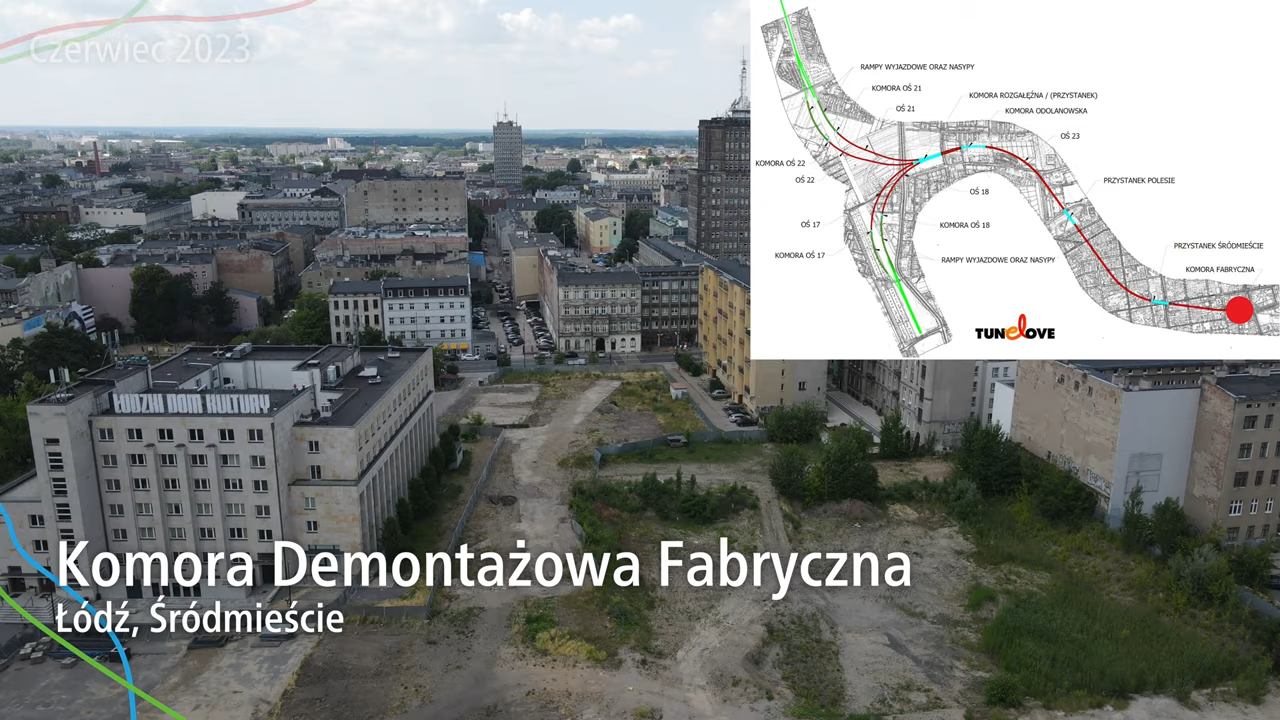 Czerwiec 2023
RAMPY WYJAZDOWE ORAZ NASYPY
KOMORA OŚ 21
KOMORA ROZGAŁĘŹNA / (PRZYSTANEK)
OŚ 21
KOMORA ODOLANOWSKA
OŚ 23
KOMORA OŚ 22
OŚ 22
PRZYSTANEK POLESIE
OŚ 18
OŚ 17
KOMORA OŚ 18
KOMORA OŚ 17
RAMPY WYJAZDOWE ORAZ NASYPY
PRZYSTANEK ŚRÓDMIEŚCIE
KOMORA FABRYCZNA
TUNELOVE
ŁÓDZKI DOM KULTURY
Komora Demontażowa Fabryczna
Łódź, Śródmieście